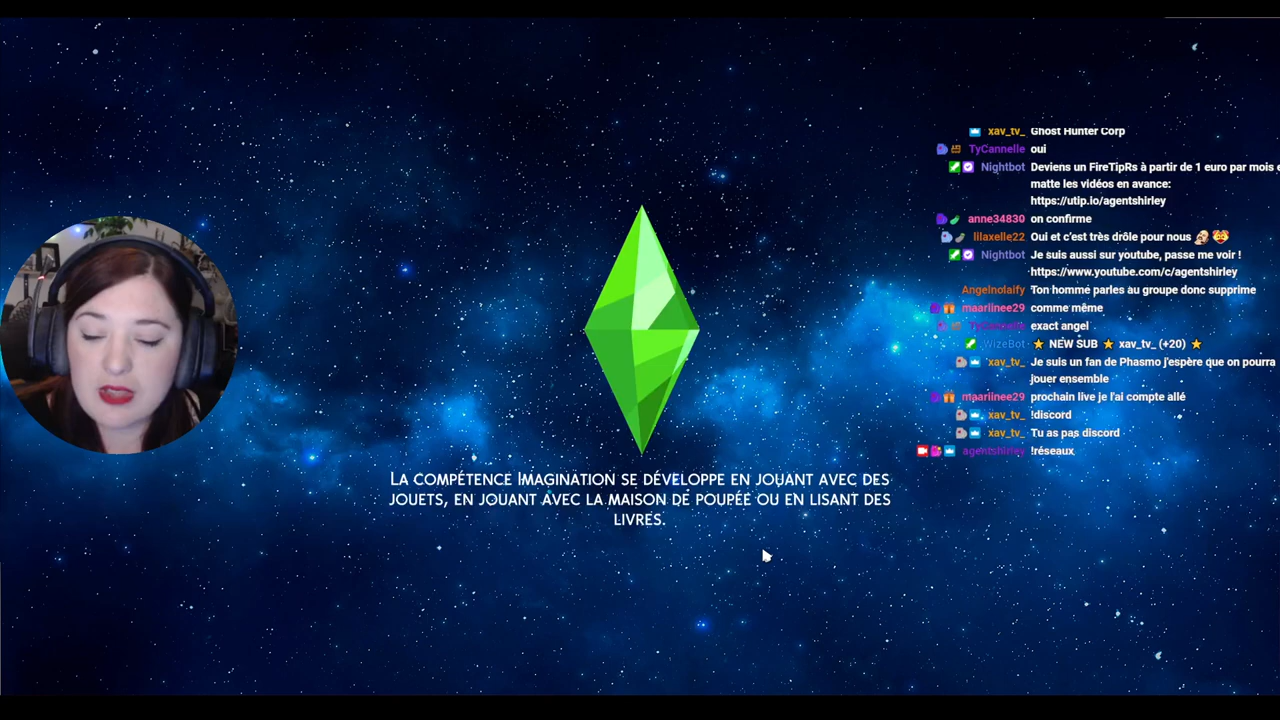 xav_tv_ Ghost Hunter Corp
TyCannelle oui
Nightbot Deviens un FireTipRs à partir de 1 euro par mois e
matte les vidéos en avance:
https://utip.io/agentshirley
anne34830 on confirme
lilaxelle22 Oui et c'est très drôle pour nous
Nightbot Je suis aussi sur youtube, passe me voir !
https://www.youtube.com/c/agentshirley
Angelnolaify Ton homme parles au groupe donc supprime
maariinee29 comme même
TyCannelle exact angel
WizeBot NEW SUB xav_tv_ (+20)
xav_tv_ Je suis un fan de Phasmo j'espère que on pourra
jouer ensemble
maariinee29 prochain live je l'ai compte allé
xav_tv_ !discord
xav_tv_ Tu as pas discord
agentshirley !réseaux
La compétence Imagination se développe en jouant avec des
jouets, en jouant avec la maison de poupée ou en lisant des
livres.